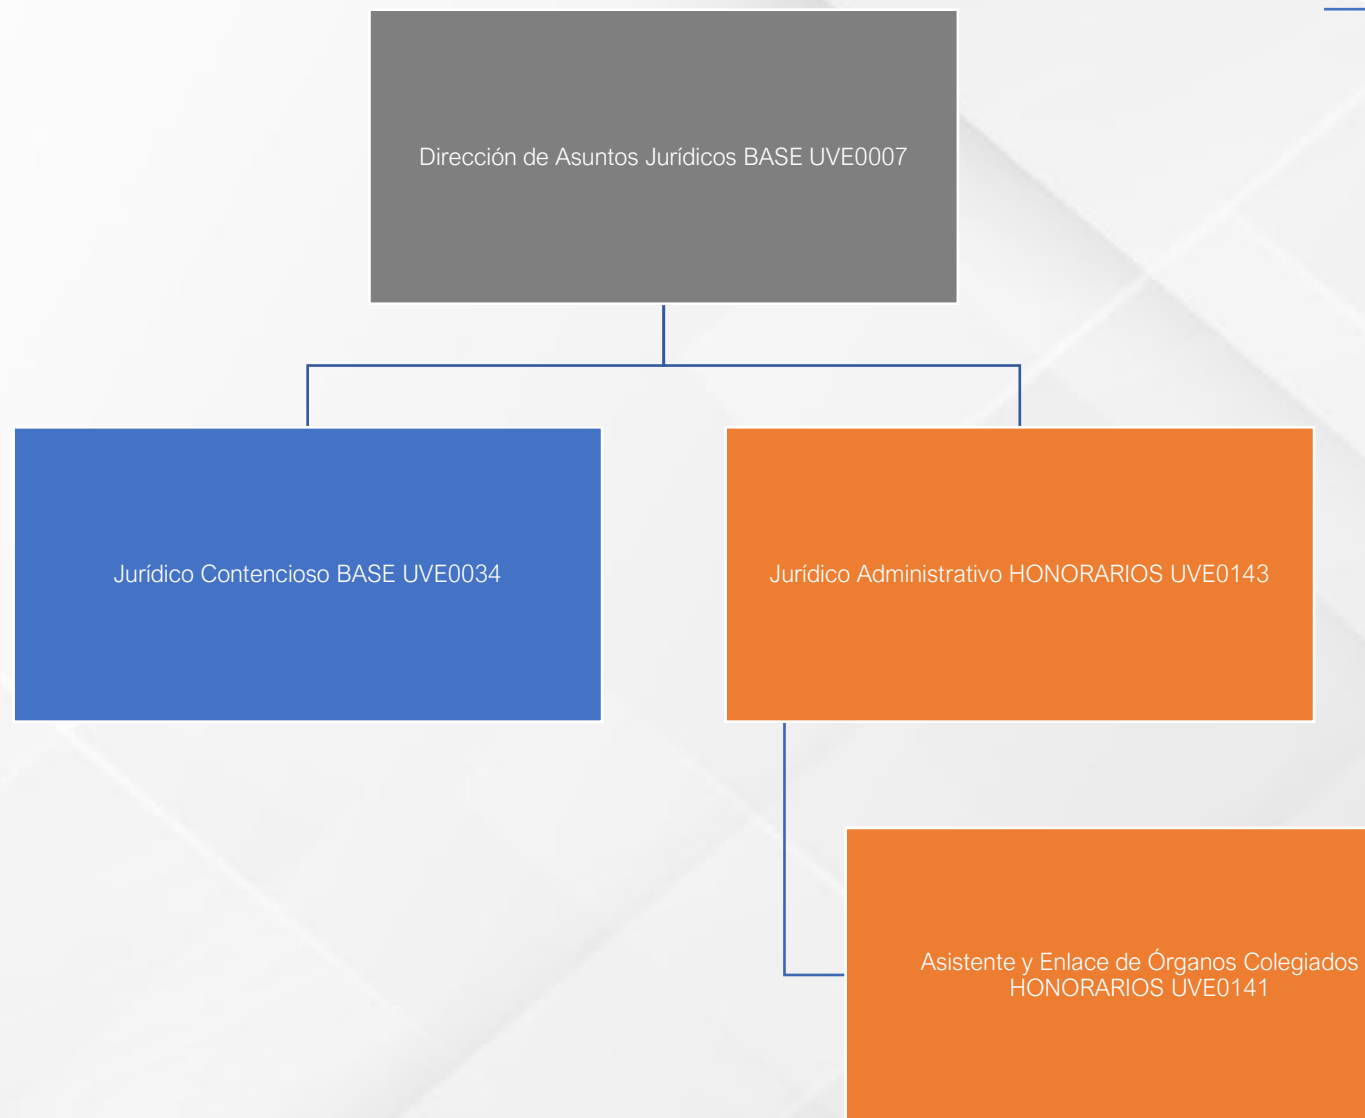 Dirección de Asuntos Jurídicos BASE UVE0007
Jurídico Contencioso BASE UVE0034
Jurídico Administrativo HONORARIOS UVE0143
Asistente y Enlace de Órganos Colegiados
HONORARIOS UVE0141